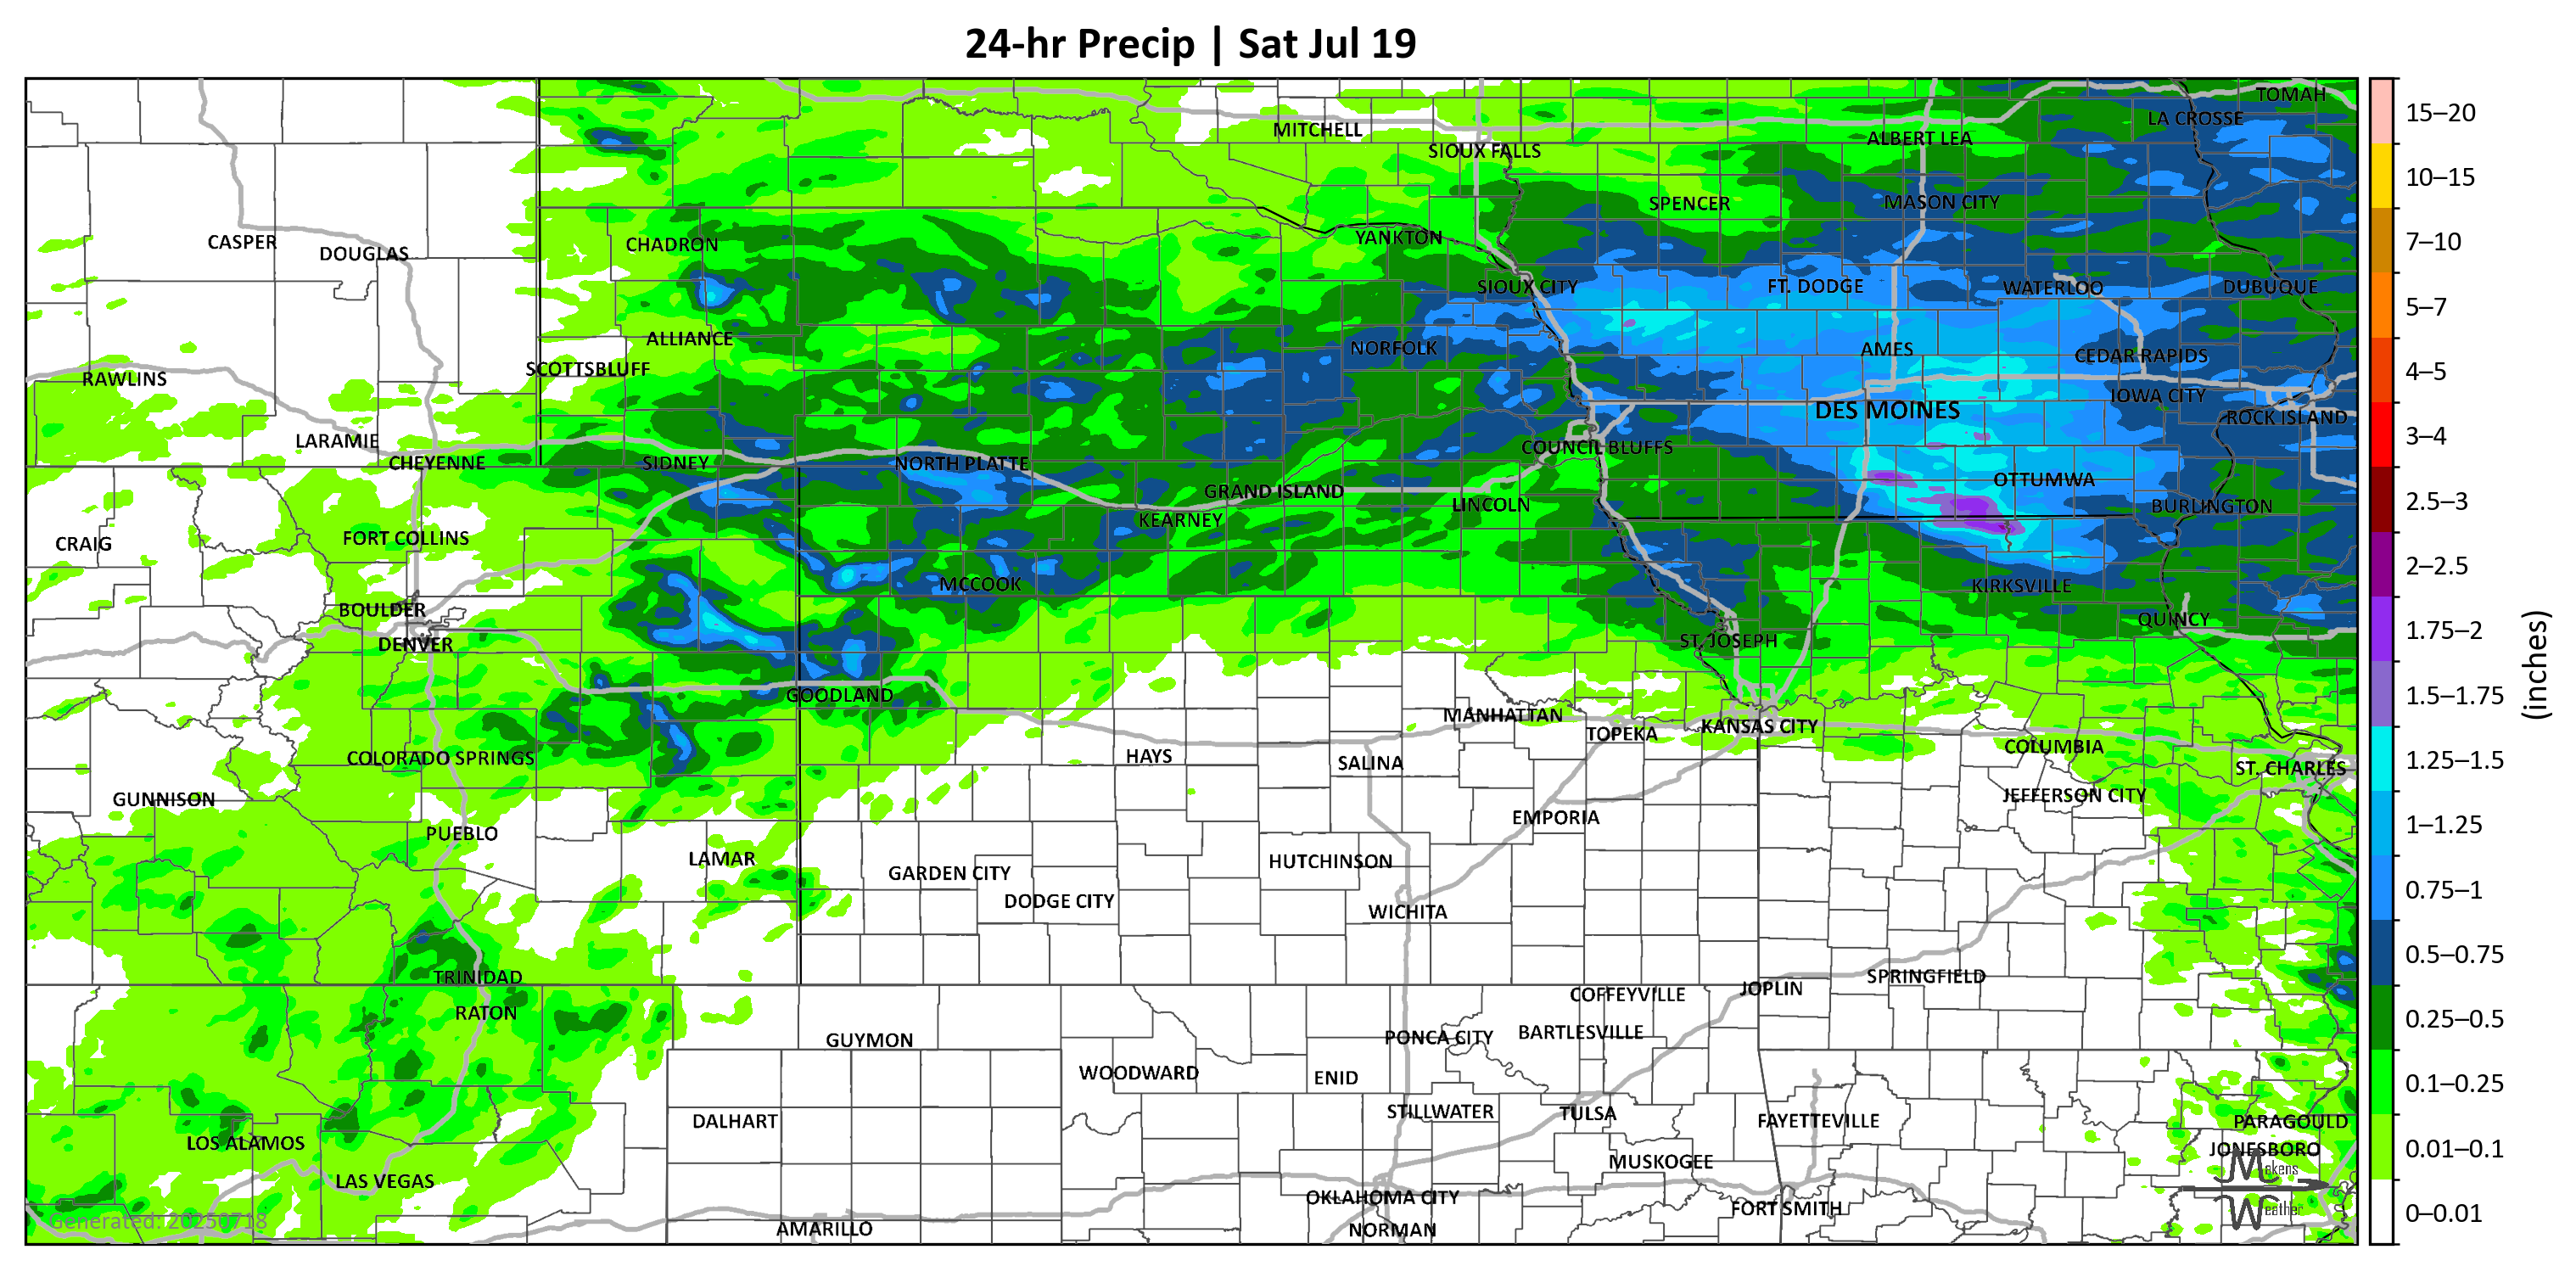 24-hr Precip | Sat Jul 19
TOMAH
LA CROSSE
MITCHELL
ALBERT LEA
SIOUX FALLS
MASON CITY
SPENCER
YANKTON
CHADRON
CASPER
DOUGLAS
SIOUX CITY
FT. DODGE
WATERLOO
DUBUQUE
ALLIANCE
NORFOLK
AMES
CEDAR RAPIDS
SCOTTSBLUFF
RAWLINS
IOWA CITY
DES MOINES
ROCK ISLAND
LARAMIE
COUNCIL BLUFFS
CHEYENNE
SIDNEY
NORTH PLATTE
OTTUMWA
GRAND ISLAND
LINCOLN
BURLINGTON
KEARNEY
FORT COLLINS
CRAIG
MCCOOK
KIRKSVILLE
BOULDER
QUINCY
DENVER
ST. JOSEPH
GOODLAND
MANHATTAN
TOPEKA
KANSAS CITY
COLUMBIA
HAYS
COLORADO SPRINGS
SALINA
ST. CHARLES
GUNNISON
JEFFERSON CITY
EMPORIA
PUEBLO
LAMAR
HUTCHINSON
GARDEN CITY
DODGE CITY
WICHITA
TRINIDAD
SPRINGFIELD
JOPLIN
COFFEYVILLE
RATON
BARTLESVILLE
PONCA CITY
GUYMON
WOODWARD
ENID
STILLWATER
TULSA
DALHART
FAYETTEVILLE
PARAGOULD
LOS ALAMOS
JONESBORO
MUSKOGEE
LAS VEGAS
OKLAHOMA CITY
FORT SMITH
AMARILLO
NORMAN
Generated: 20250718
Makens
Weather
15–20
10–15
7–10
5–7
4–5
3–4
2.5–3
2–2.5
1.75–2
1.5–1.75
1.25–1.5
1–1.25
0.75–1
0.5–0.75
0.25–0.5
0.1–0.25
0.01–0.1
0–0.01
(inches)